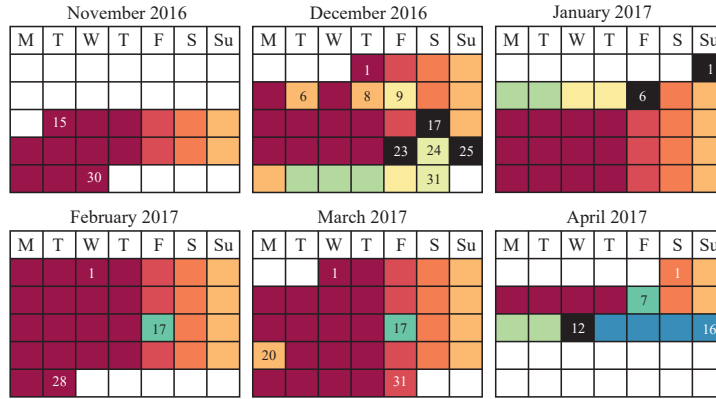 November 2016
December 2016
January 2017
M T W T F S Su
M T W T F S Su
M T W T F S Su
1
1
6 8 9
6
15
17
23 24 25
30
31
February 2017
March 2017
April 2017
M T W T F S Su
M T W T F S Su
M T W T F S Su
1
1
1
7
17
17
12 16
20
28
31